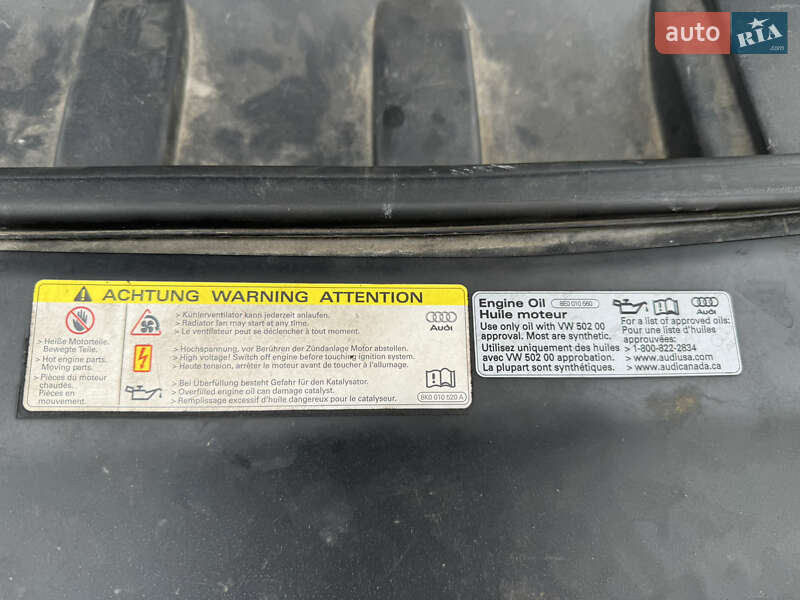 auto RIA
ACHTUNG WARNING ATTENTION
> Heiße Motorteile.
Bewegte Teile.
> Hot engine parts.
Moving parts.
> Pièces du moteur
chaudés.
Pièces en
mouvement.
> Kühlerventilator kann jederzeit anlaufen.
> Radiator fan may start at any time.
> Le ventilateur peut se déclencher à tout moment.
Audi
> Hochspannung, vor Berühren der Zündanlage Motor abstellen.
> High voltage! Switch off engine before touching ignition system.
> Haute tension, arrêter le moteur avant de toucher à l'allumage.
> Bei Überfüllung besteht Gefahr für den Katalysator.
> Overfilled engine oil can damage catalyst.
> Remplissage excessif d'huile dangereux pour le catalyseur.
8K0 010 520 A
Engine Oil 8E0 010 560
Huile moteur
Use only oil with VW 502 00
approval. Most are synthetic.
Utilisez uniquement des huiles
avec VW 502 00 approbation.
La plupart sont synthétiques.
Audi
For a list of approved oils:
Pour une liste d'huiles
approuvées:
> 1-800-822-2834
> www.audiusa.com
> www.audicanada.ca